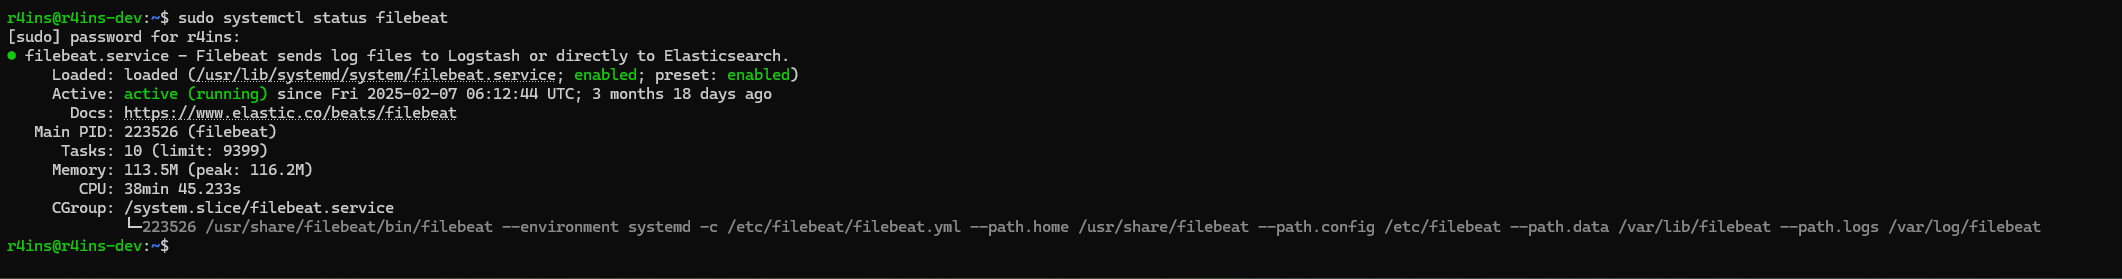 r4ins@r4ins-dev:~$ sudo systemctl status filebeat
[sudo] password for r4ins:
● filebeat.service - Filebeat sends log files to Logstash or directly to Elasticsearch.
     Loaded: loaded (/usr/lib/systemd/system/filebeat.service; enabled; preset: enabled)
     Active: active (running) since Fri 2025-02-07 06:12:44 UTC; 3 months 18 days ago
       Docs: https://www.elastic.co/beats/filebeat
   Main PID: 223526 (filebeat)
      Tasks: 10 (limit: 9399)
     Memory: 113.5M (peak: 116.2M)
        CPU: 38min 45.233s
     CGroup: /system.slice/filebeat.service
             └─223526 /usr/share/filebeat/bin/filebeat --environment systemd -c /etc/filebeat/filebeat.yml --path.home /usr/share/filebeat --path.config /etc/filebeat --path.data /var/lib/filebeat --path.logs /var/log/filebeat
r4ins@r4ins-dev:~$